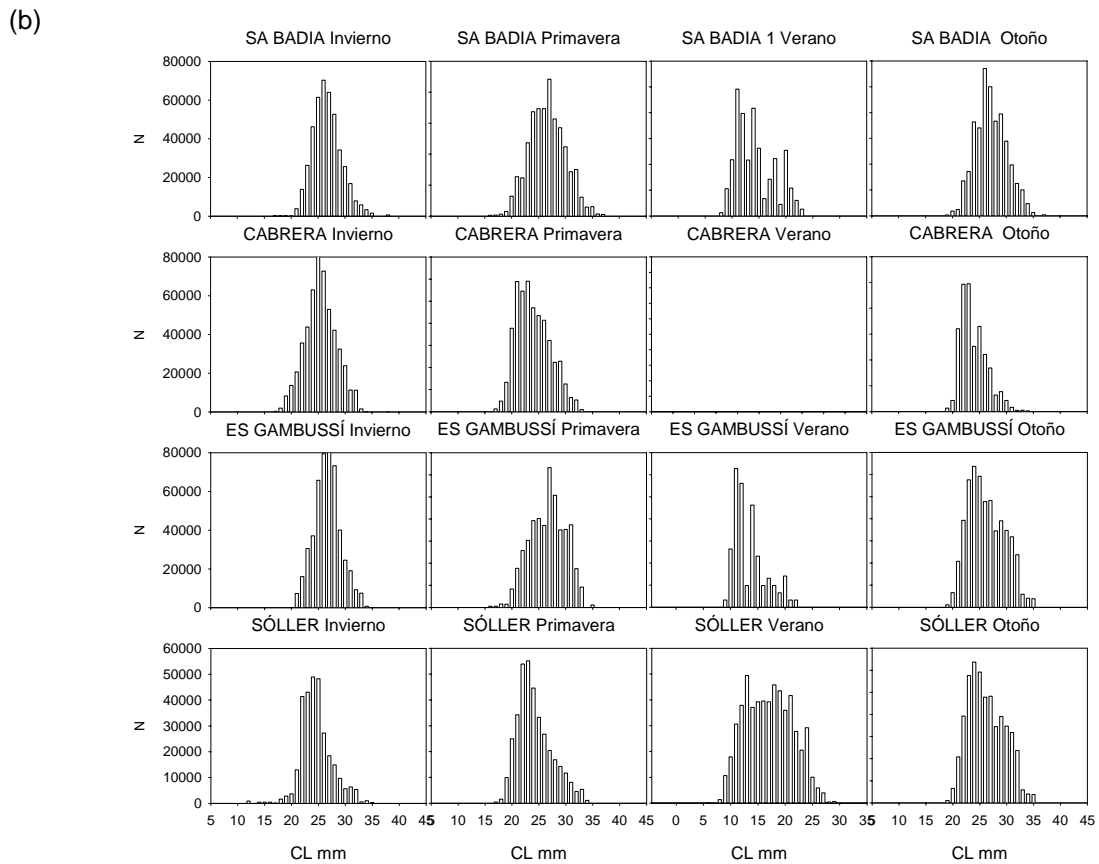 (b)
SA BADIA Invierno
SA BADIA Primavera
SA BADIA 1 Verano
SA BADIA Otoño
80000
60000
40000
20000
0
N
CABRERA Invierno
CABRERA Primavera
CABRERA Verano
CABRERA Otoño
80000
60000
40000
20000
0
N
ES GAMBUSSÍ Invierno
ES GAMBUSSÍ Primavera
ES GAMBUSSÍ Verano
ES GAMBUSSÍ Otoño
80000
60000
40000
20000
0
N
SÓLLER Invierno
SÓLLER Primavera
SÓLLER Verano
SÓLLER Otoño
60000
50000
40000
30000
20000
10000
0
N
5 10 15 20 25 30 35 40 45
5 10 15 20 25 30 35 40 45
0 5 10 15 20 25 30 35
5 10 15 20 25 30 35 40 45
CL mm
CL mm
CL mm
CL mm